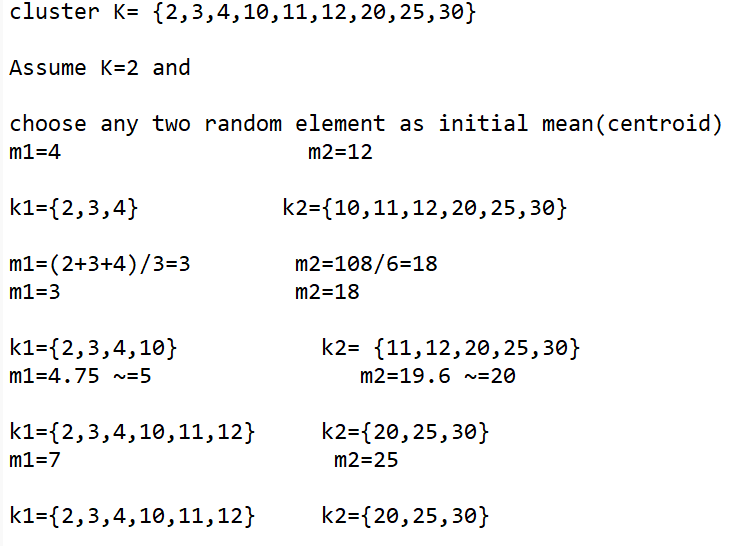 cluster K= {2,3,4,10,11,12,20,25,30}
Assume K=2 and
choose any two random element as initial mean(centroid)
m1=4 m2=12
k1={2,3,4} k2={10,11,12,20,25,30}
m1=(2+3+4)/3=3 m2=108/6=18
m1=3 m2=18
k1={2,3,4,10} k2= {11,12,20,25,30}
m1=4.75 ~=5 m2=19.6 ~=20
k1={2,3,4,10,11,12} k2={20,25,30}
m1=7 m2=25
k1={2,3,4,10,11,12} k2={20,25,30}